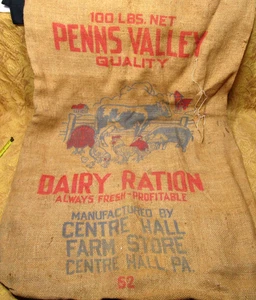 100 LBS. NET
PENNS VALLEY
QUALITY
DAIRY RATION
ALWAYS FRESH - PROFITABLE
MANUFACTURED BY
CENTRE HALL
FARM STORE
CENTRE HALL, PA.
52